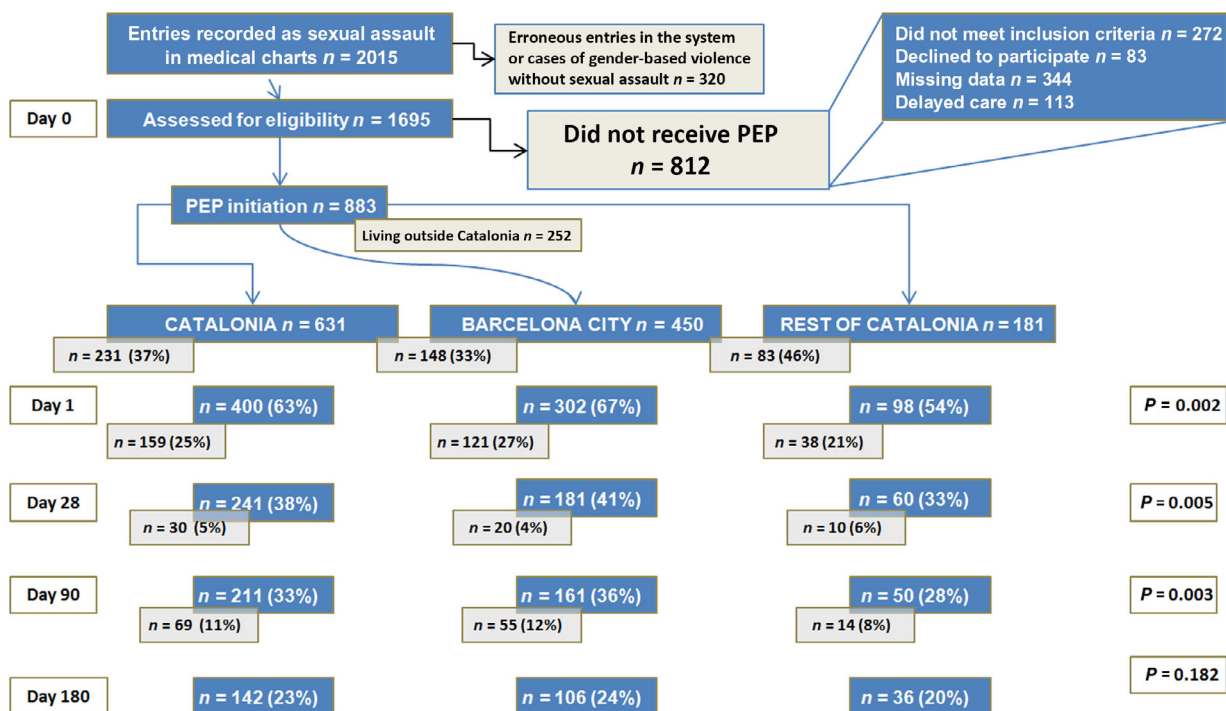 Entries recorded as sexual assault
in medical charts n = 2015
Erroneous entries in the system
or cases of gender-based violence
without sexual assault n = 320
Did not meet inclusion criteria n = 272
Declined to participate n = 83
Missing data n = 344
Delayed care n = 113
Day 0
Assessed for eligibility n = 1695
Did not receive PEP
n = 812
PEP initiation n = 883
Living outside Catalonia n = 252
CATALONIA n = 631
BARCELONA CITY n = 450
REST OF CATALONIA n = 181
n = 231 (37%)
n = 148 (33%)
n = 83 (46%)
Day 1
n = 400 (63%)
n = 302 (67%)
n = 98 (54%)
P = 0.002
n = 159 (25%)
n = 121 (27%)
n = 38 (21%)
Day 28
n = 241 (38%)
n = 181 (41%)
n = 60 (33%)
P = 0.005
n = 30 (5%)
n = 20 (4%)
n = 10 (6%)
Day 90
n = 211 (33%)
n = 161 (36%)
n = 50 (28%)
P = 0.003
n = 69 (11%)
n = 55 (12%)
n = 14 (8%)
P = 0.182
Day 180
n = 142 (23%)
n = 106 (24%)
n = 36 (20%)